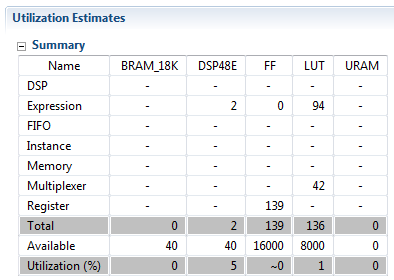 Utilization Estimates
Summary
Name BRAM_18K DSP48E FF LUT URAM
DSP - - - - -
Expression - 2 0 94 -
FIFO - - - - -
Instance - - - - -
Memory - - - - -
Multiplexer - - - 42 -
Register - - 139 - -
Total 0 2 139 136 0
Available 40 40 16000 8000 0
Utilization (%) 0 5 ~0 1 0